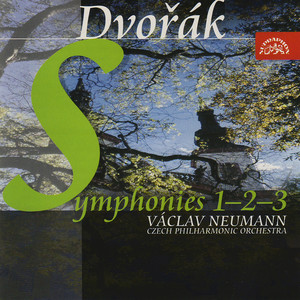 Dvořák
SUPRAPHON
Symphonies 1–2–3
VÁCLAV NEUMANN
CZECH PHILHARMONIC ORCHESTRA